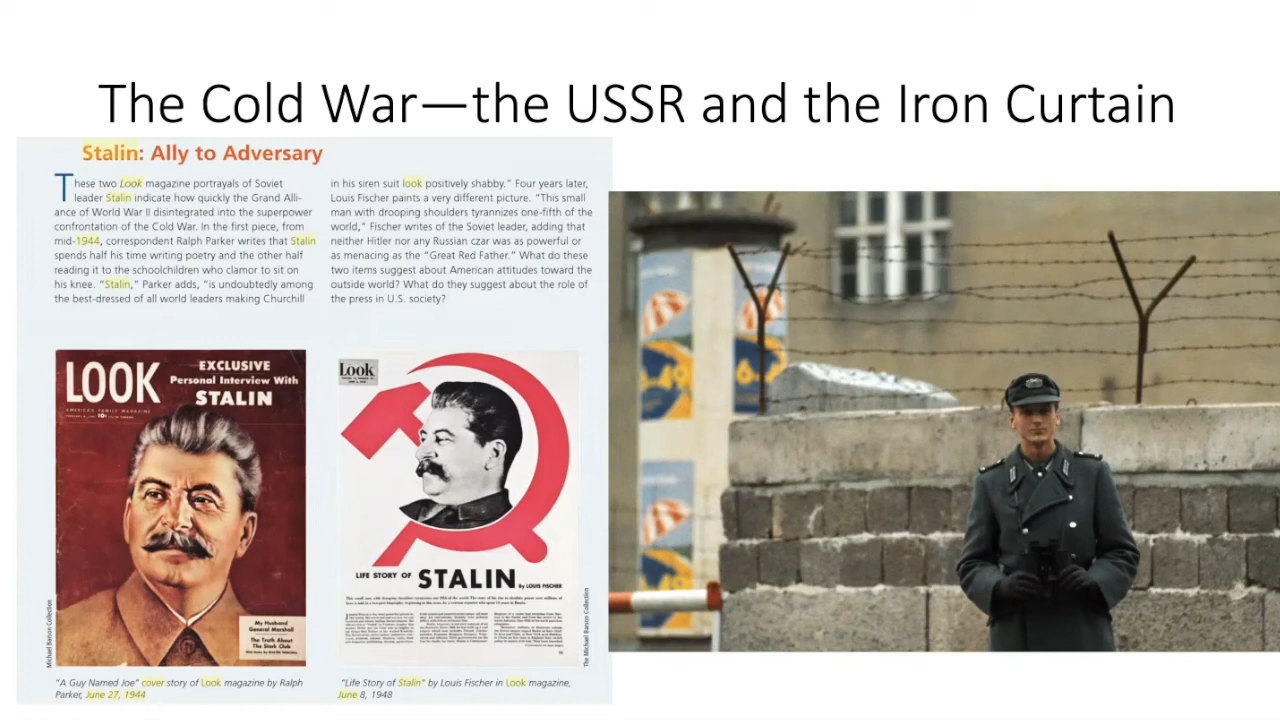 The Cold War—the USSR and the Iron Curtain
Stalin: Ally to Adversary
These two Look magazine portrayals of Soviet
leader Stalin indicate how quickly the Grand Alli-
ance of World War II disintegrated into the superpower
confrontation of the Cold War. In the first piece, from
mid-1944, correspondent Ralph Parker writes that Stalin
spends half his time writing poetry and the other half
reading it to the schoolchildren who clamor to sit on
his knee. “Stalin,” Parker adds, “is undoubtedly among
the best-dressed of all world leaders making Churchill
in his siren suit look positively shabby.” Four years later,
Louis Fischer paints a very different picture. “This small
man with drooping shoulders tyrannizes one-fifth of the
world,” Fischer writes of the Soviet leader, adding that
neither Hitler nor any Russian czar was as powerful or
as menacing as the “Great Red Father.” What do these
two items suggest about American attitudes toward the
outside world? What do they suggest about the role of
the press in U.S. society?
LOOK
AMERICA'S FAMILY MAGAZINE
10¢
EXCLUSIVE
Personal Interview With
STALIN
My Husband
General Marshall
The Truth About
The Stork Club
Michael Barson Collection
“A Guy Named Joe” cover story of Look magazine by Ralph
Parker, June 27, 1944
Look
LIFE STORY OF STALIN by LOUIS FISCHER
The Michael Barson Collection
“Life Story of Stalin” by Louis Fischer in Look magazine,
June 8, 1948